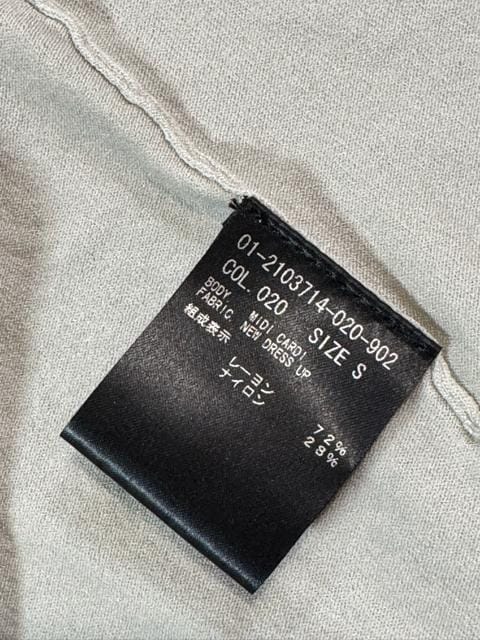 01-2103714-020-902
COL. 020 SIZE S
BODY MIDI CARDI
FABRIC NEW DRESS UP
組成表示
レーヨン 72%
ナイロン 28%